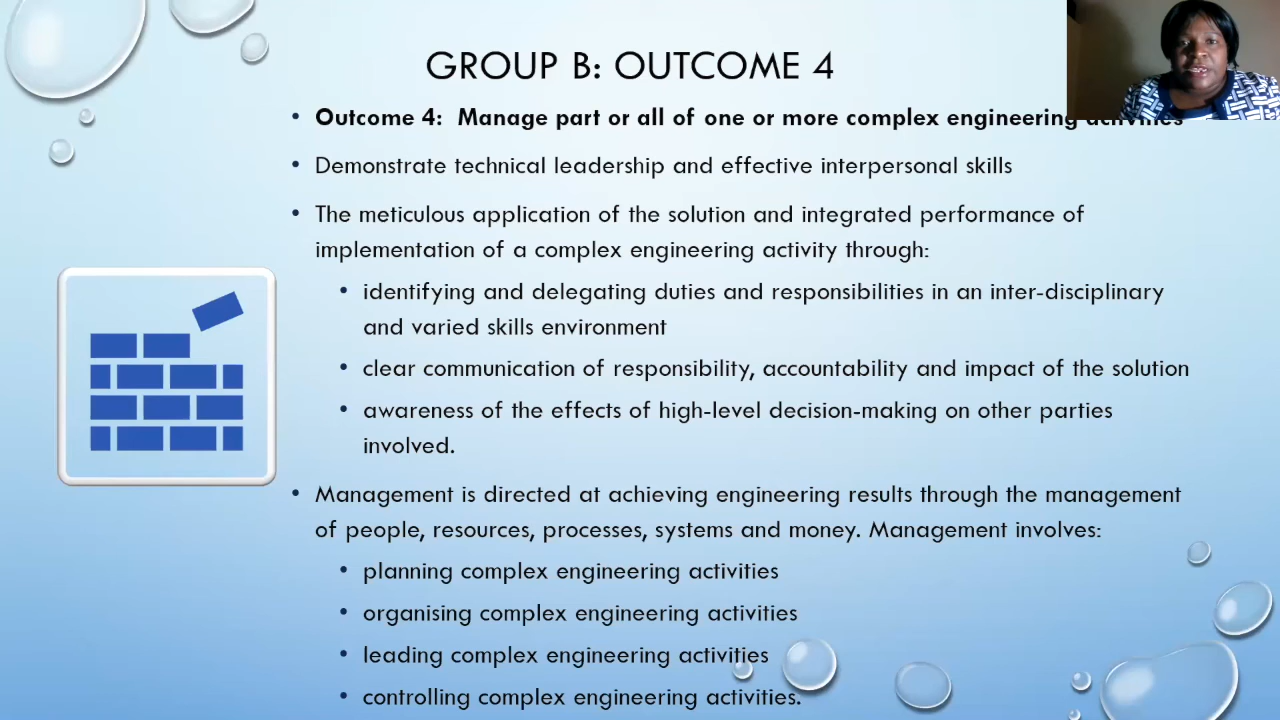 GROUP B: OUTCOME 4
• Outcome 4: Manage part or all of one or more complex engineering activities
• Demonstrate technical leadership and effective interpersonal skills
• The meticulous application of the solution and integrated performance of
implementation of a complex engineering activity through:
• identifying and delegating duties and responsibilities in an inter-disciplinary
and varied skills environment
• clear communication of responsibility, accountability and impact of the solution
• awareness of the effects of high-level decision-making on other parties
involved.
• Management is directed at achieving engineering results through the management
of people, resources, processes, systems and money. Management involves:
• planning complex engineering activities
• organising complex engineering activities
• leading complex engineering activities
• controlling complex engineering activities.